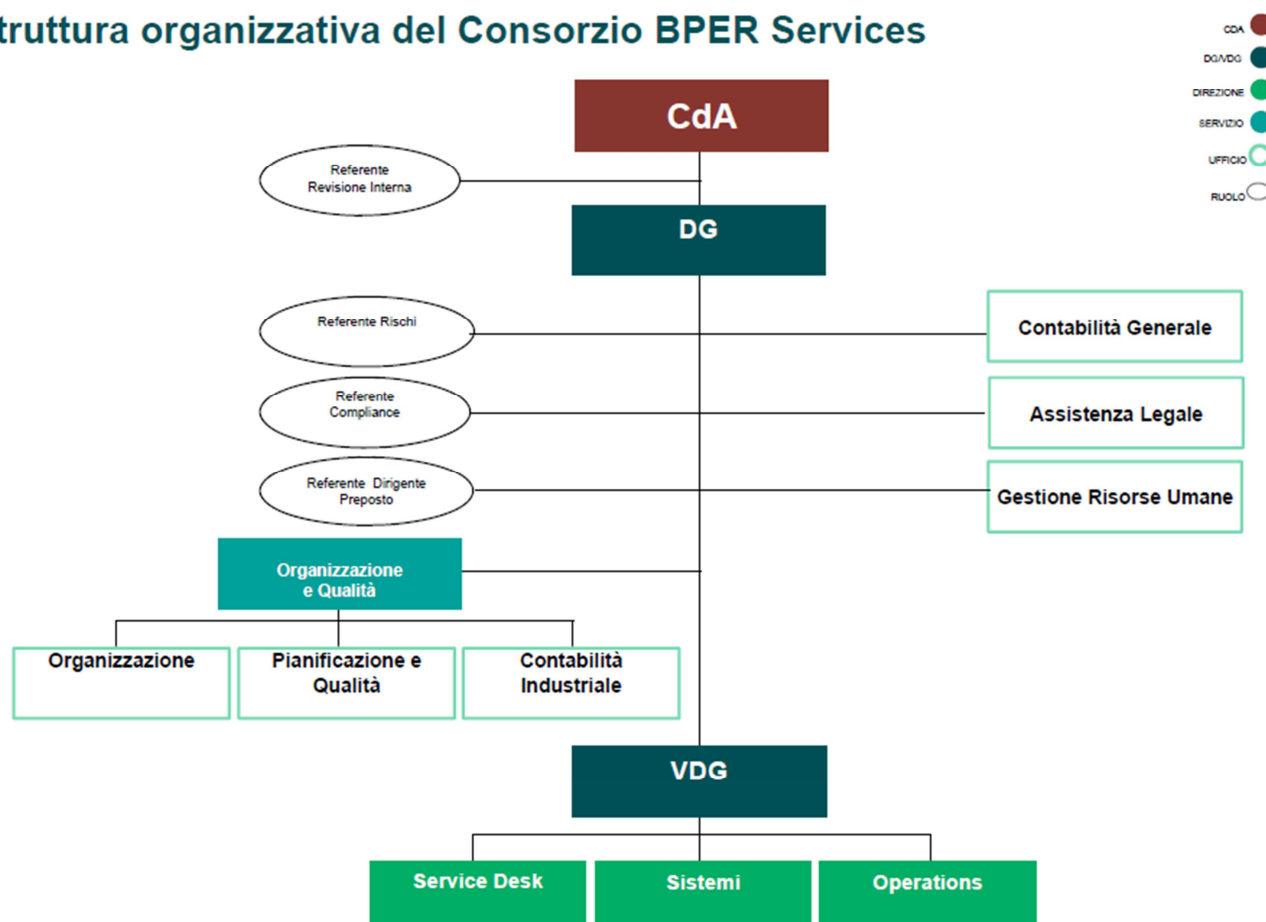 truttura organizzativa del Consorzio BPER Services
CDA
DG/VDG
DIREZIONE
SERVIZIO
UFFICIO
RUOLO
CdA
Referente
Revisione Interna
DG
Referente Rischi
Contabilità Generale
Referente
Compliance
Assistenza Legale
Referente Dirigente
Preposto
Gestione Risorse Umane
Organizzazione
e Qualità
Organizzazione
Pianificazione e
Qualità
Contabilità
Industriale
VDG
Service Desk
Sistemi
Operations